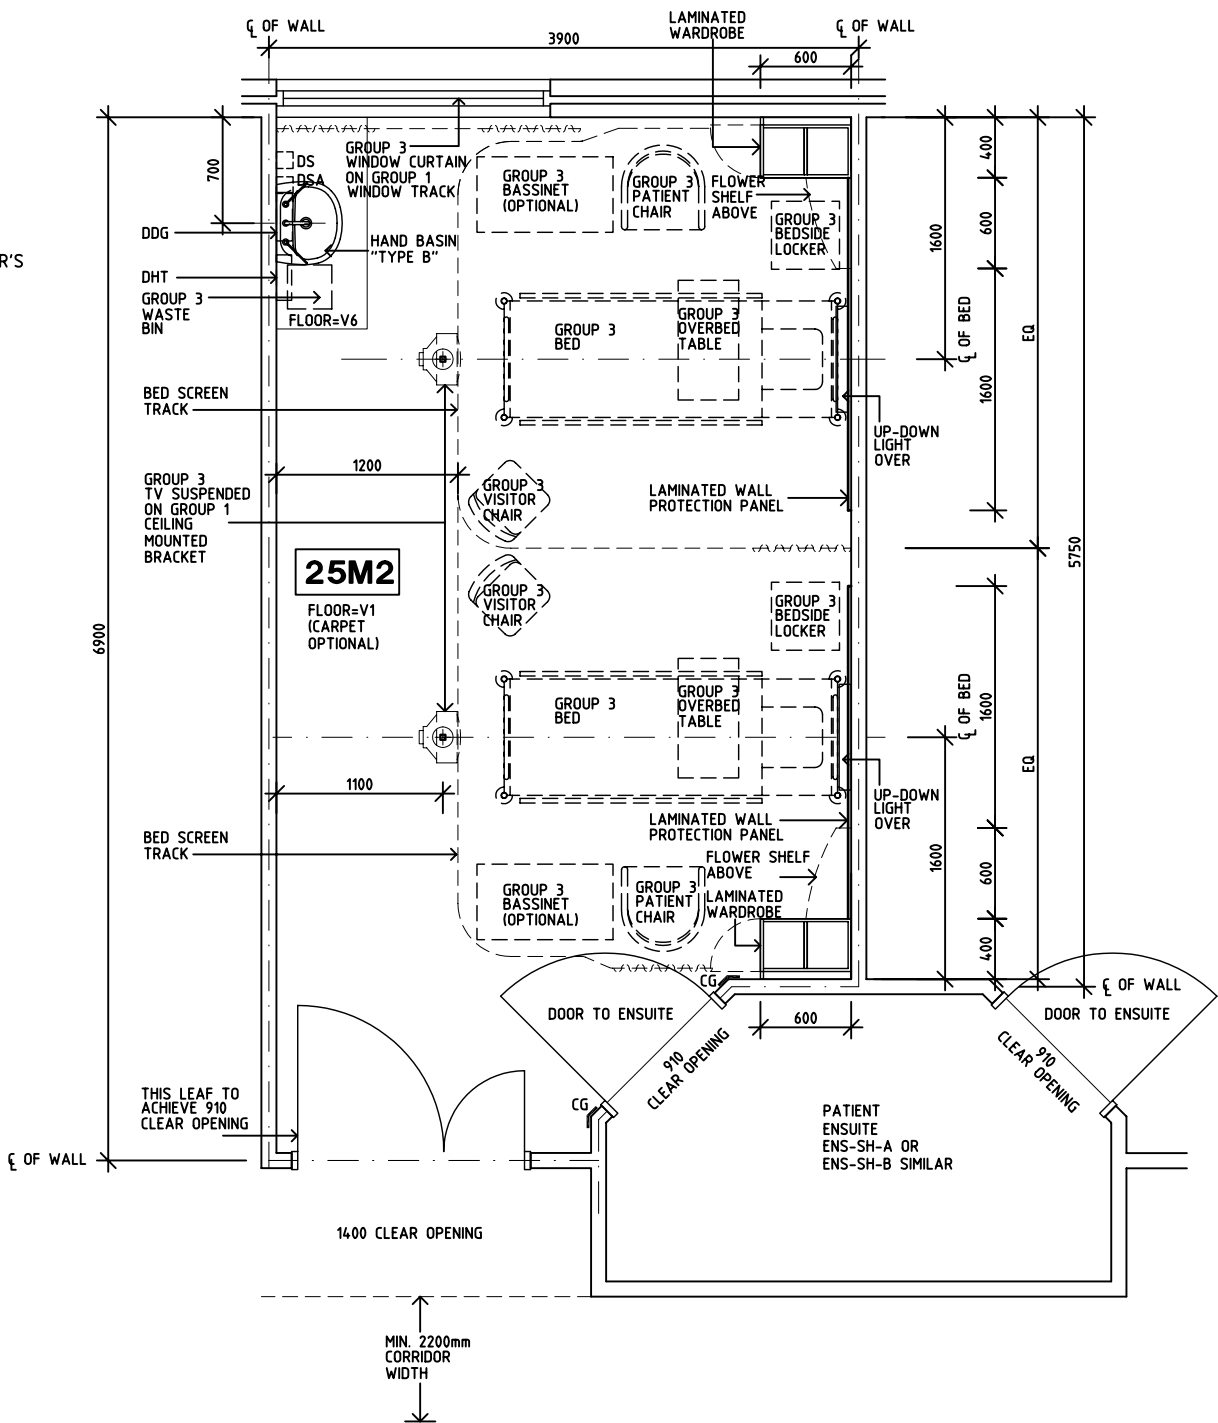 LAMINATED
WARDROBE
℄ OF WALL
℄ OF WALL
3900
600
GROUP 3
WINDOW CURTAIN
ON GROUP 1
WINDOW TRACK
DS
DSA
700
GROUP 3
BASSINET
(OPTIONAL)
GROUP 3
PATIENT
CHAIR
FLOWER
SHELF
ABOVE
GROUP 3
BEDSIDE
LOCKER
400
600
1600
DDG
HAND BASIN
"TYPE B"
R'S
DHT
GROUP 3
WASTE
BIN
FLOOR=V6
GROUP 3
BED
GROUP 3
OVERBED
TABLE
℄ OF BED
EQ
1600
BED SCREEN
TRACK
UP-DOWN
LIGHT
OVER
1200
GROUP 3
TV SUSPENDED
ON GROUP 1
CEILING
MOUNTED
BRACKET
GROUP 3
VISITOR
CHAIR
LAMINATED WALL
PROTECTION PANEL
5750
25M2
FLOOR=V1
(CARPET
OPTIONAL)
GROUP 3
VISITOR
CHAIR
GROUP 3
BEDSIDE
LOCKER
6900
GROUP 3
BED
GROUP 3
OVERBED
TABLE
℄ OF BED
1600
EQ
1100
UP-DOWN
LIGHT
OVER
LAMINATED WALL
PROTECTION PANEL
BED SCREEN
TRACK
FLOWER SHELF
ABOVE
1600
600
GROUP 3
BASSINET
(OPTIONAL)
GROUP 3
PATIENT
CHAIR
LAMINATED
WARDROBE
400
CG
℄ OF WALL
DOOR TO ENSUITE
600
DOOR TO ENSUITE
910
CLEAR OPENING
910
CLEAR OPENING
THIS LEAF TO
ACHIEVE 910
CLEAR OPENING
CG
PATIENT
ENSUITE
ENS-SH-A OR
ENS-SH-B SIMILAR
℄ OF WALL
1400 CLEAR OPENING
MIN. 2200mm
CORRIDOR
WIDTH